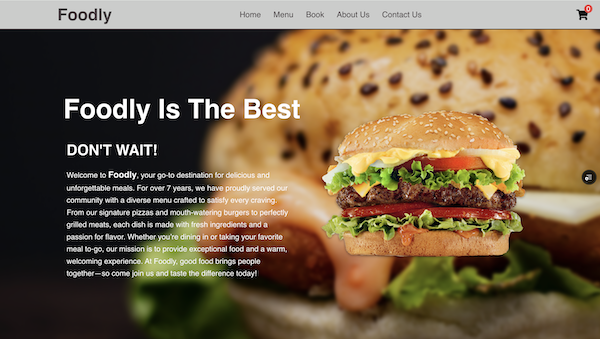 Foodly
Home Menu Book About Us Contact Us
0
Foodly Is The Best
DON'T WAIT!
Welcome to Foodly, your go-to destination for delicious and
unforgettable meals. For over 7 years, we have proudly served our
community with a diverse menu crafted to satisfy every craving.
From our signature pizzas and mouth-watering burgers to perfectly
grilled meats, each dish is made with fresh ingredients and a
passion for flavor. Whether you're dining in or taking your favorite
meal to-go, our mission is to provide exceptional food and a warm,
welcoming experience. At Foodly, good food brings people
together—so come join us and taste the difference today!